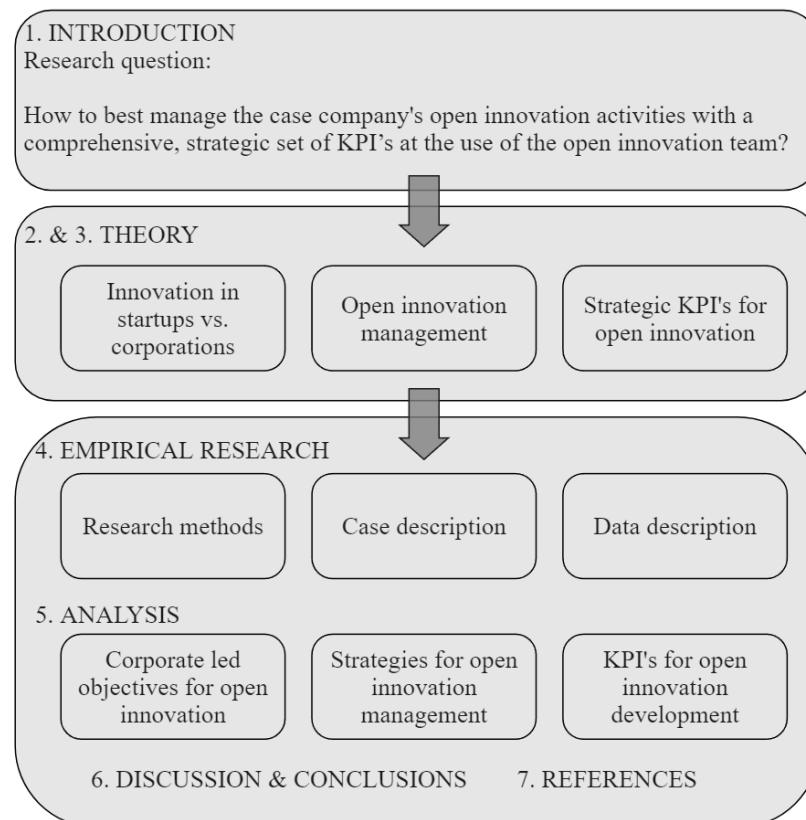 1. INTRODUCTION
Research question:
How to best manage the case company's open innovation activities with a
comprehensive, strategic set of KPI’s at the use of the open innovation team?
2. & 3. THEORY
Innovation in
startups vs.
corporations
Open innovation
management
Strategic KPI's for
open innovation
4. EMPIRICAL RESEARCH
Research methods
Case description
Data description
5. ANALYSIS
Corporate led
objectives for open
innovation
Strategies for open
innovation
management
KPI's for open
innovation
development
6. DISCUSSION & CONCLUSIONS
7. REFERENCES